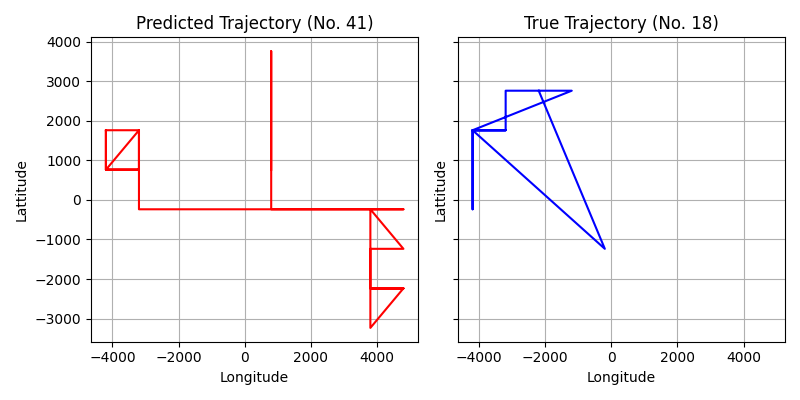 Predicted Trajectory (No. 41)
True Trajectory (No. 18)
4000
3000
2000
1000
0
−1000
−2000
−3000
Lattitude
Lattitude
−4000 −2000 0 2000 4000
−4000 −2000 0 2000 4000
Longitude
Longitude